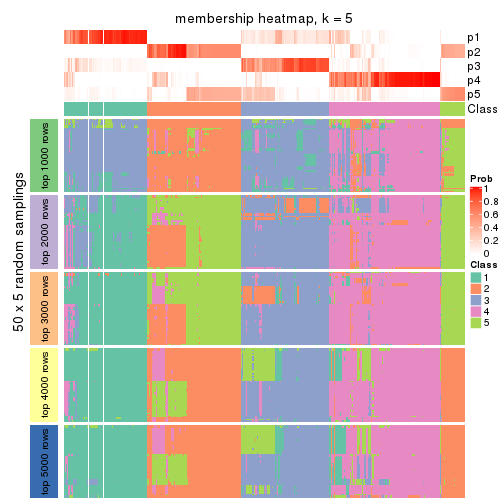 membership heatmap, k = 5
p1
p2
p3
p4
p5
Class
50 x 5 random samplings
top 1000 rows
top 2000 rows
top 3000 rows
top 4000 rows
top 5000 rows
Prob
1
0.8
0.6
0.4
0.2
0
Class
1
2
3
4
5